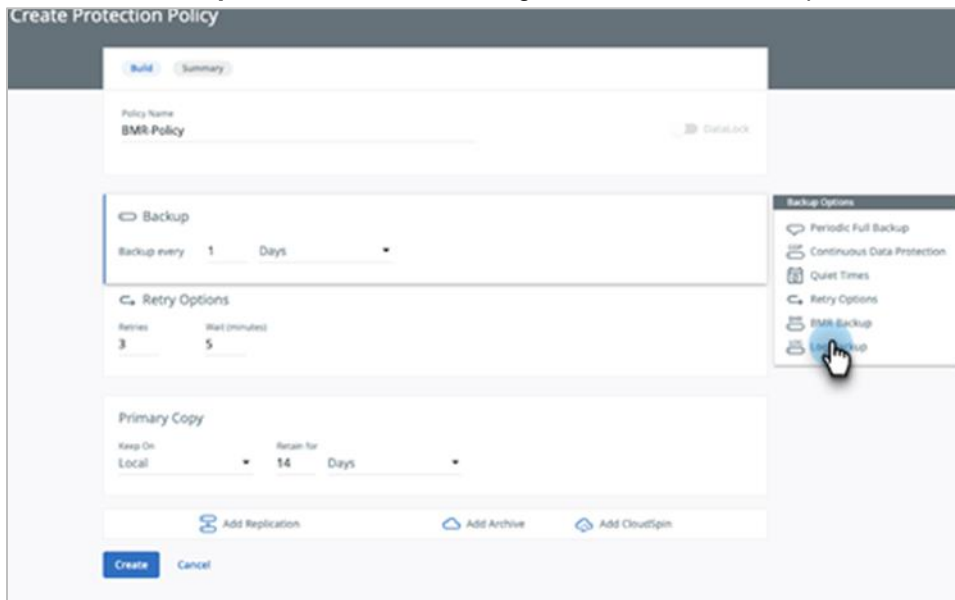 Create Protection Policy
Build Summary
Policy Name
BMR-Policy
DataLock
Backup
Backup every 1 Days
Retry Options
Retries Wait (minutes)
3 5
Primary Copy
Keep On Retain for
Local 14 Days
Add Replication Add Archive Add CloudSpin
Create Cancel
Backup Options
Periodic Full Backup
Continuous Data Protection
Quiet Times
Retry Options
BMR Backup